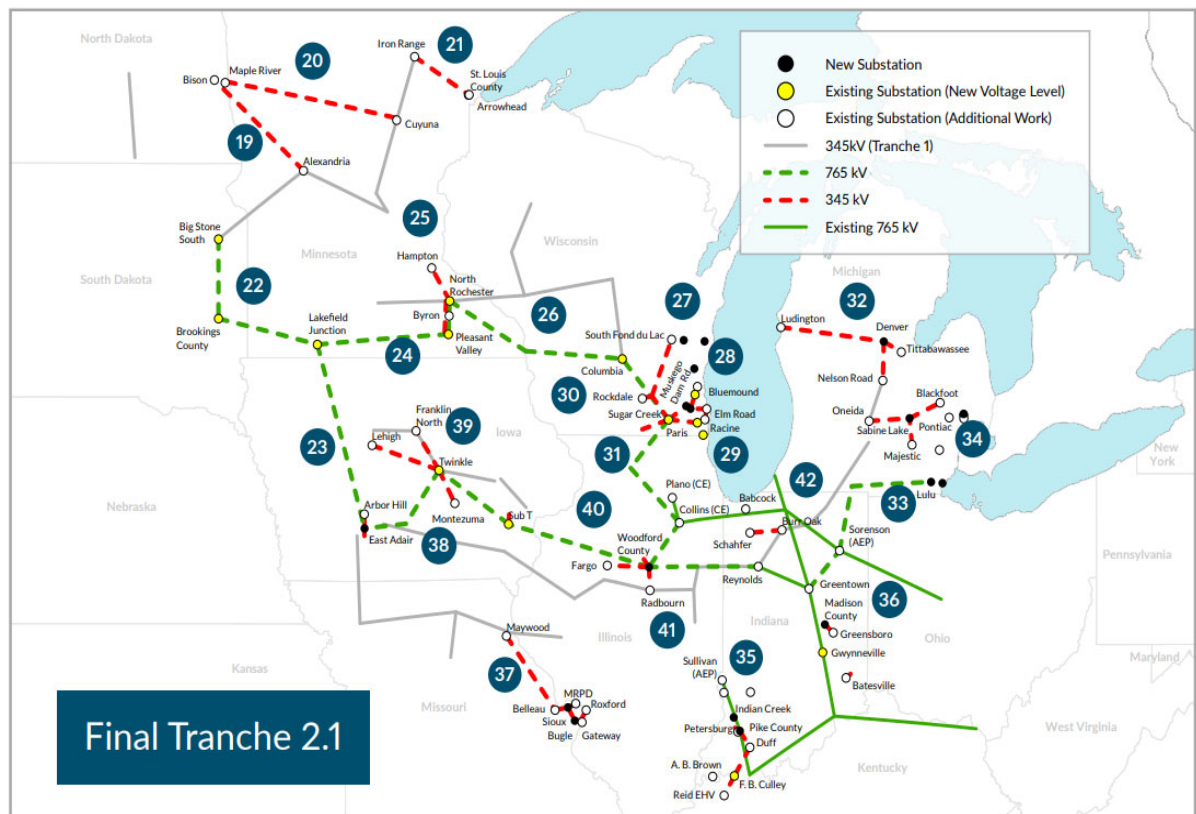 North Dakota
20
21
Iron Range
Bison
Maple River
St. Louis
County
Arrowhead
Cuyuna
19
Alexandria
New Substation
Existing Substation (New Voltage Level)
Existing Substation (Additional Work)
345kV (Tranche 1)
765 kV
345 kV
Existing 765 kV
25
Big Stone
South
Minnesota
Hampton
Wisconsin
Michigan
South Dakota
22
North
Rochester
Byron
26
27
32
Lakefield
Junction
Brookings
County
24
Pleasant
Valley
South Fond du Lac
Ludington
Denver
Tittabawassee
28
Columbia
Muskego
Dam Rd
Bluemound
Nelson Road
30
Rockdale
Elm Road
Blackfoot
Franklin
North
39
Iowa
Sugar Creek
Racine
Oneida
Pontiac
34
Lehigh
Paris
Sabine Lake
New
York
23
Twinkle
31
29
Majestic
Nebraska
Plano (CE)
42
33
Lulu
Arbor Hill
Montezuma
40
Babcock
Collins (CE)
Sub T
Burr Oak
Sorenson
(AEP)
East Adair
38
Woodford
County
Schahfer
Pennsylvania
Fargo
Reynolds
Greentown
36
Radbourn
Madison
County
Maywood
Illinois
41
Indiana
Greensboro
Ohio
Kansas
37
Sullivan
(AEP)
35
Gwynneville
Maryland
Missouri
MRPD
Roxford
Batesville
Belleau
Indian Creek
Sioux
Petersburg
Pike County
Bugle
Gateway
Duff
West Virginia
Final Tranche 2.1
A. B. Brown
F. B. Culley
Kentucky
Reid EHV